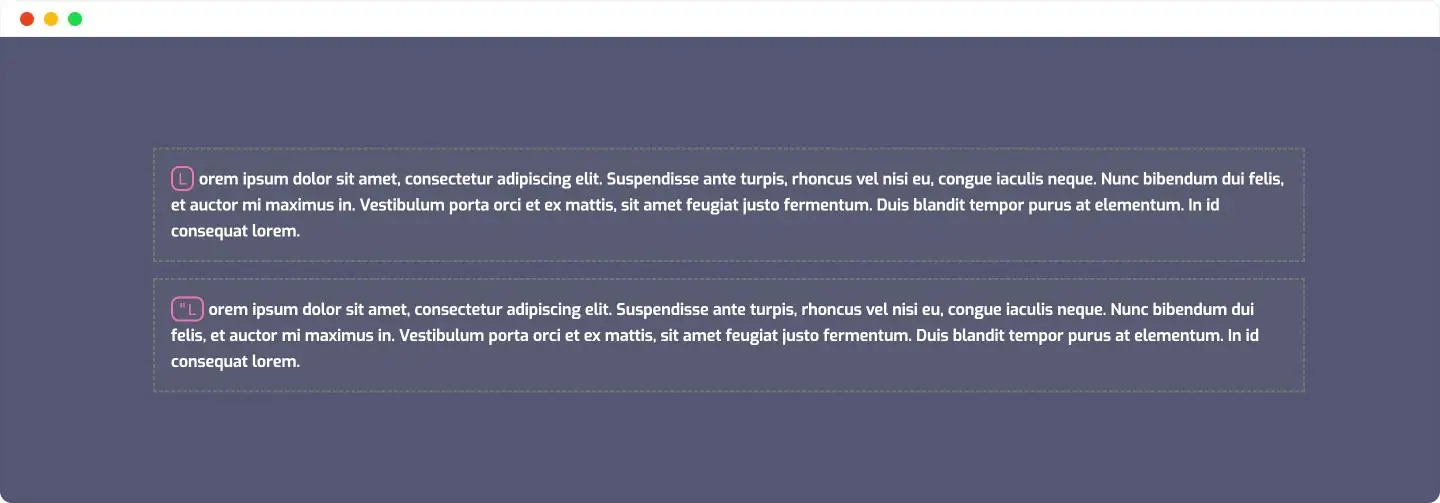 Lorem ipsum dolor sit amet, consectetur adipiscing elit. Suspendisse ante turpis, rhoncus vel nisi eu, congue iaculis neque. Nunc bibendum dui felis,
et auctor mi maximus in. Vestibulum porta orci et ex mattis, sit amet feugiat justo fermentum. Duis blandit tempor purus at elementum. In id
consequat lorem.
"Lorem ipsum dolor sit amet, consectetur adipiscing elit. Suspendisse ante turpis, rhoncus vel nisi eu, congue iaculis neque. Nunc bibendum dui
felis, et auctor mi maximus in. Vestibulum porta orci et ex mattis, sit amet feugiat justo fermentum. Duis blandit tempor purus at elementum. In id
consequat lorem.